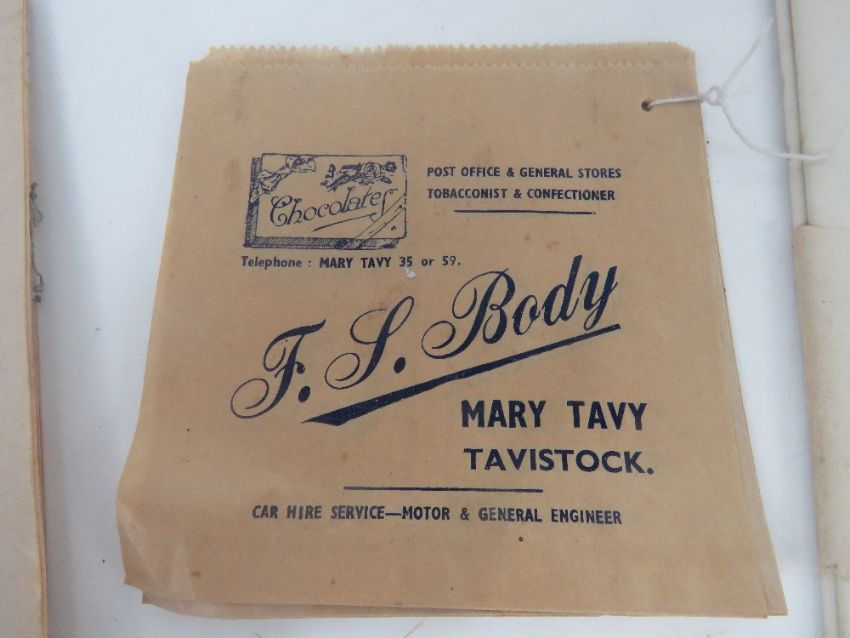 Chocolates
POST OFFICE & GENERAL STORES
TOBACCONIST & CONFECTIONER
Telephone : MARY TAVY 35 or 59.
F. S. Body
MARY TAVY
TAVISTOCK.
CAR HIRE SERVICE—MOTOR & GENERAL ENGINEER